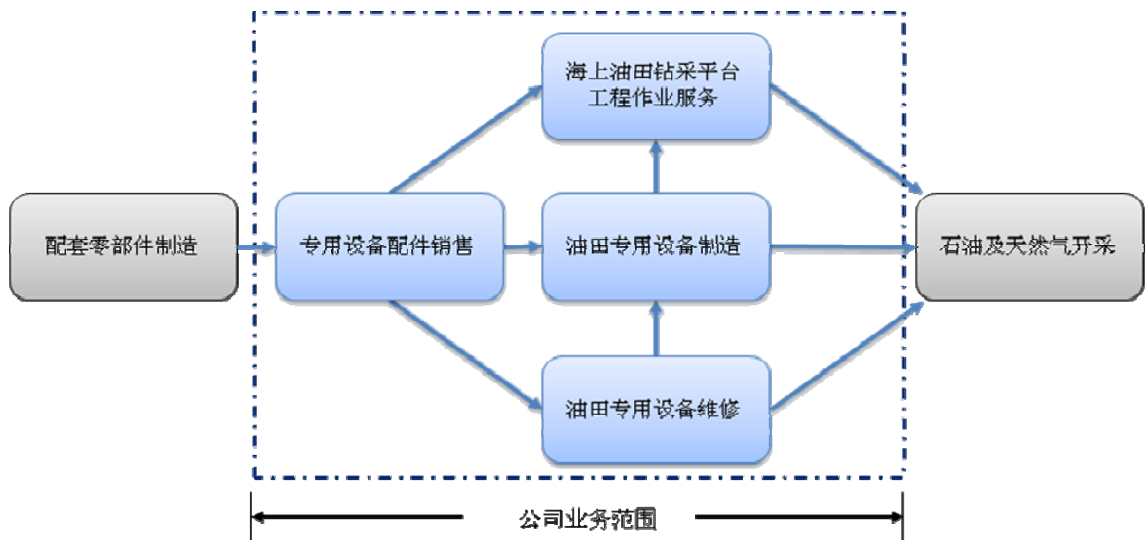 海上油田钻采平台
工程作业服务
配套零部件制造
专用设备配件销售
油田专用设备制造
石油及天然气开采
油田专用设备维修
公司业务范围